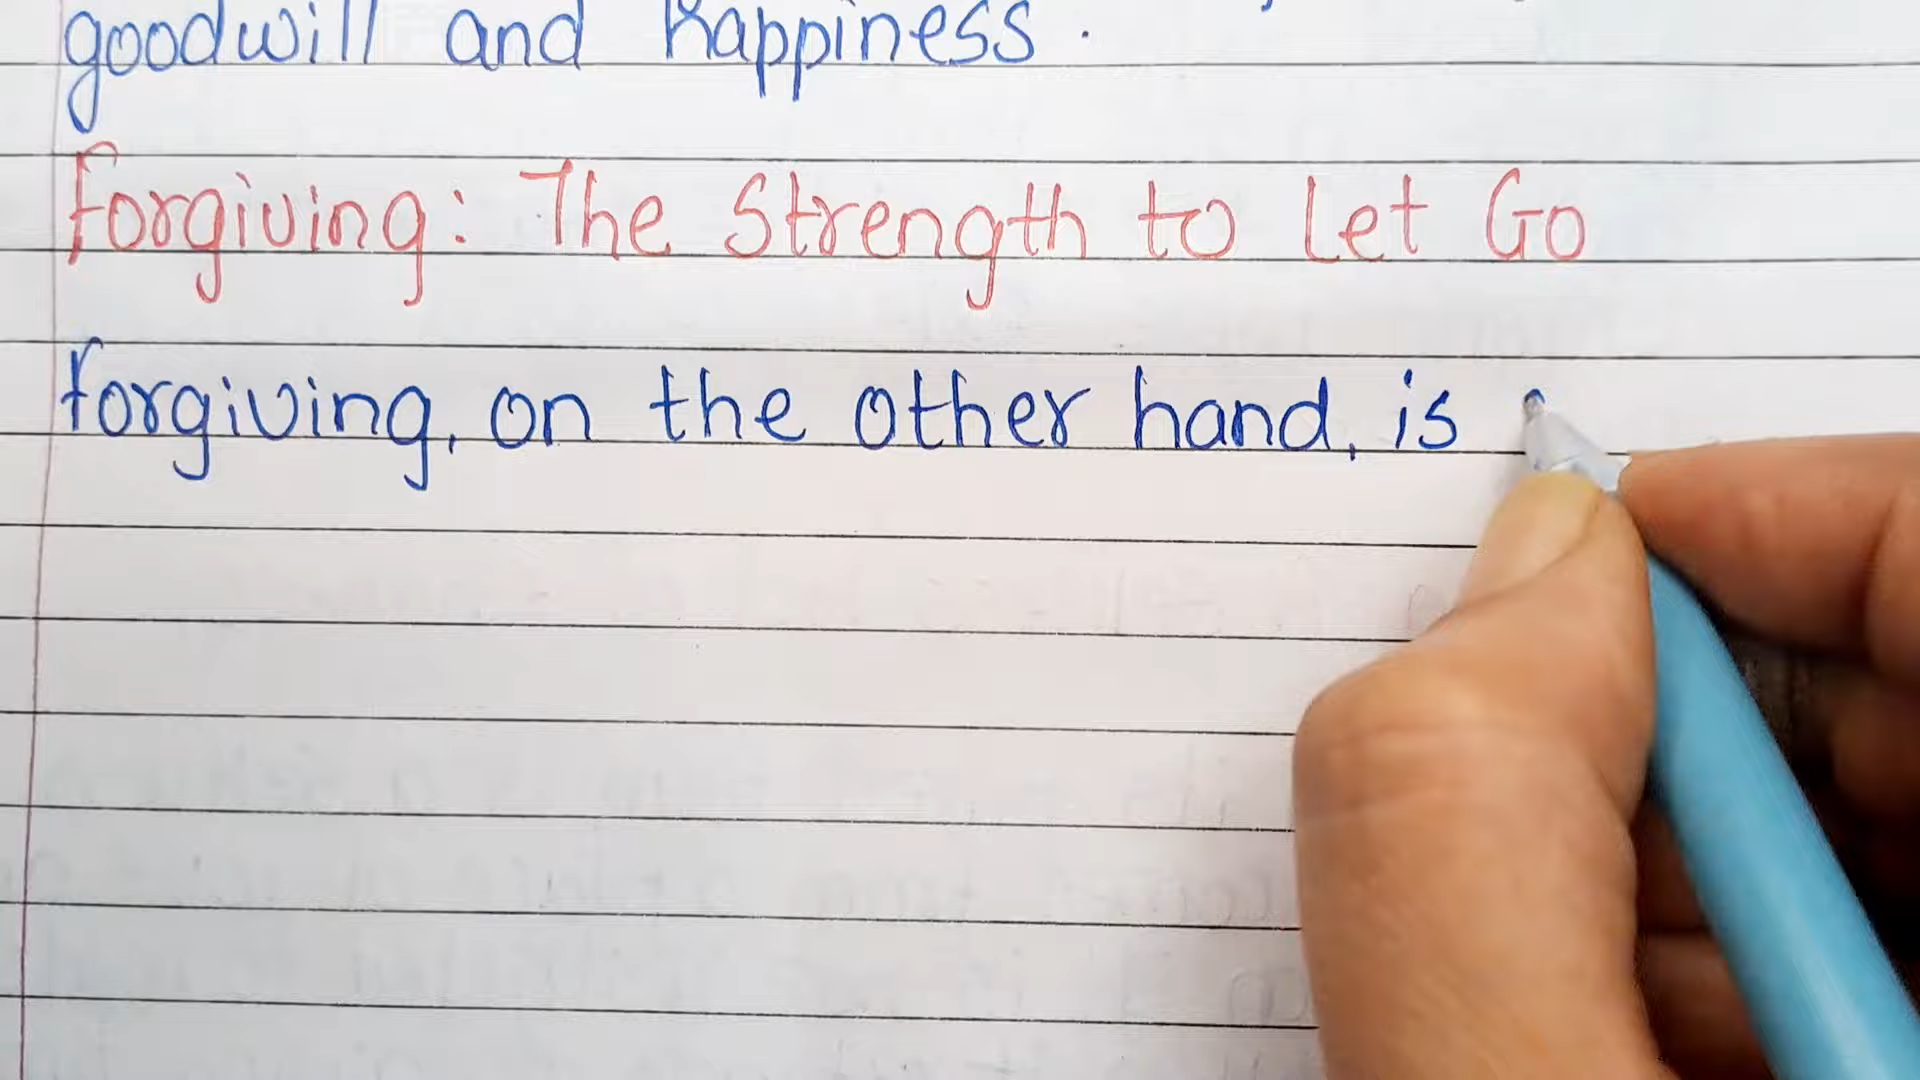 goodwill and happiness.
Forgiving: The Strength to Let Go
Forgiving, on the other hand, is